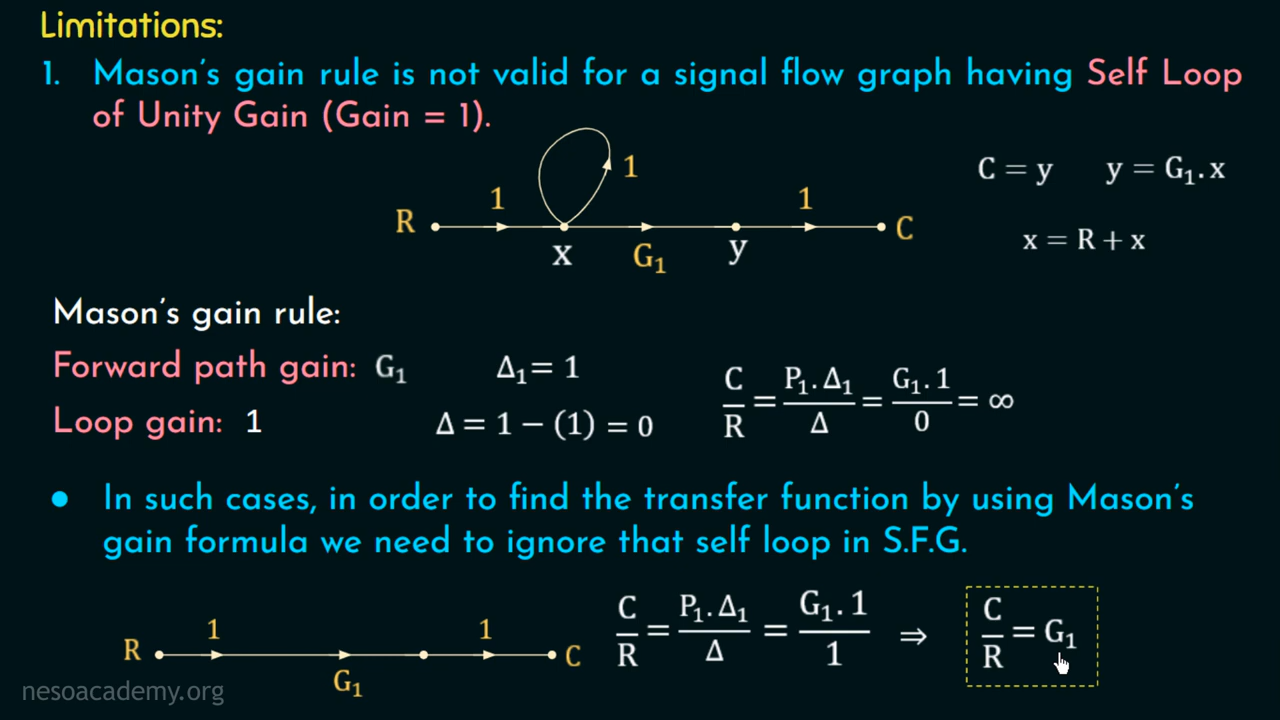 Limitations:
1. Mason's gain rule is not valid for a signal flow graph having Self Loop
of Unity Gain (Gain = 1).
1
C = y y = G₁.x
1 1
R C
x G₁ y
x = R + x
Mason's gain rule:
Forward path gain: G₁ Δ₁= 1
Loop gain: 1 Δ = 1 − (1) = 0
C/R = P₁.Δ₁/Δ = G₁.1/0 = ∞
● In such cases, in order to find the transfer function by using Mason's
gain formula we need to ignore that self loop in S.F.G.
1 1
R C
G₁
C/R = P₁.Δ₁/Δ = G₁.1/1 ⇒ C/R = G₁
nesoacademy.org